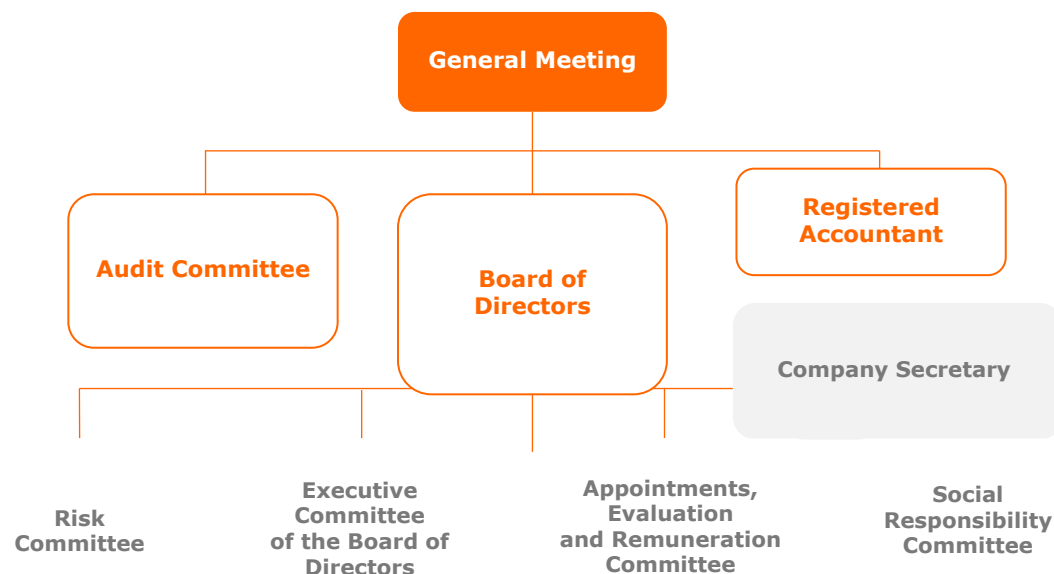 General Meeting
Audit Committee
Board of
Directors
Registered
Accountant
Company Secretary
Risk
Committee
Executive
Committee
of the Board of
Directors
Appointments,
Evaluation
and Remuneration
Committee
Social
Responsibility
Committee